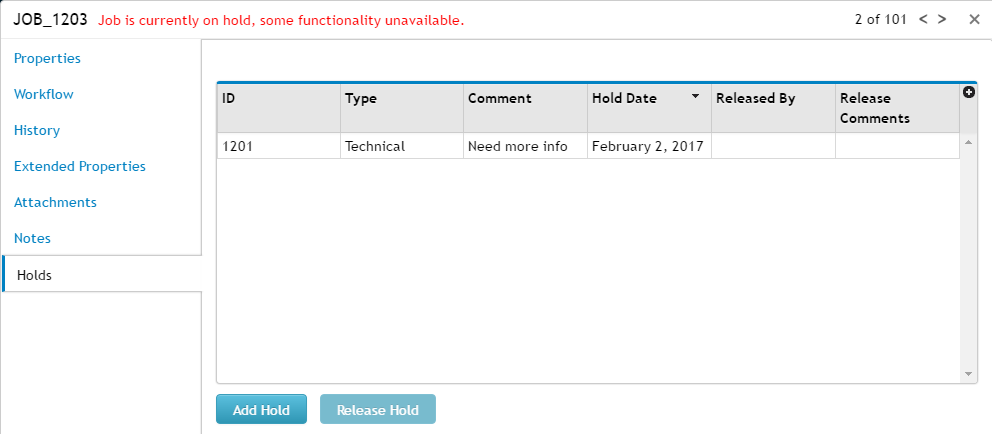 JOB_1203 Job is currently on hold, some functionality unavailable. 2 of 101 < > ×
Properties
Workflow
History
Extended Properties
Attachments
Notes
Holds
ID Type Comment Hold Date Released By Release Comments
1201 Technical Need more info February 2, 2017
Add Hold Release Hold